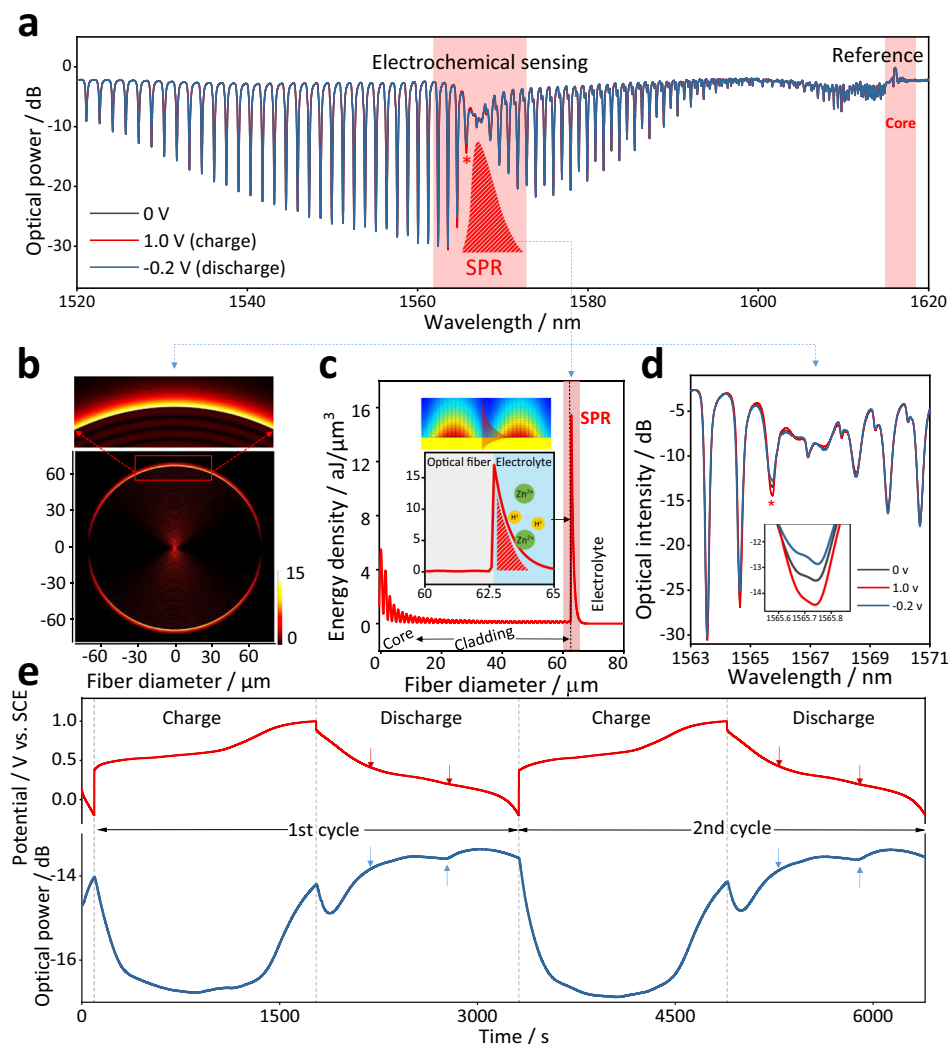 a
Electrochemical sensing
Reference
Core
*
SPR
0 V
1.0 V (charge)
-0.2 V (discharge)
Optical power / dB
0
-10
-20
-30
1520
1540
1560
1580
1600
1620
Wavelength / nm
b
60
30
0
-30
-60
-60
0
60
15
0
Fiber diameter / μm
c
Energy density / aJ/μm³
16
12
8
4
0
SPR
Optical fiber
Electrolyte
Zn²⁺
H⁺
H⁺
Zn²⁺
15
10
5
0
60
62.5
65
Electrolyte
Core
Cladding
0
20
40
60
80
Fiber diameter / μm
d
Optical intensity / dB
-5
-10
-15
-20
-25
-30
*
-12
-13
-14
1565.6
1565.7
1565.8
0 v
1.0 v
-0.2 v
1563
1565
1567
1569
1571
Wavelength / nm
e
Charge
Discharge
Charge
Discharge
Potential / V vs. SCE
1.0
0.5
0.0
1st cycle
2nd cycle
Optical power / dB
-14
-16
0
1500
3000
4500
6000
Time / s